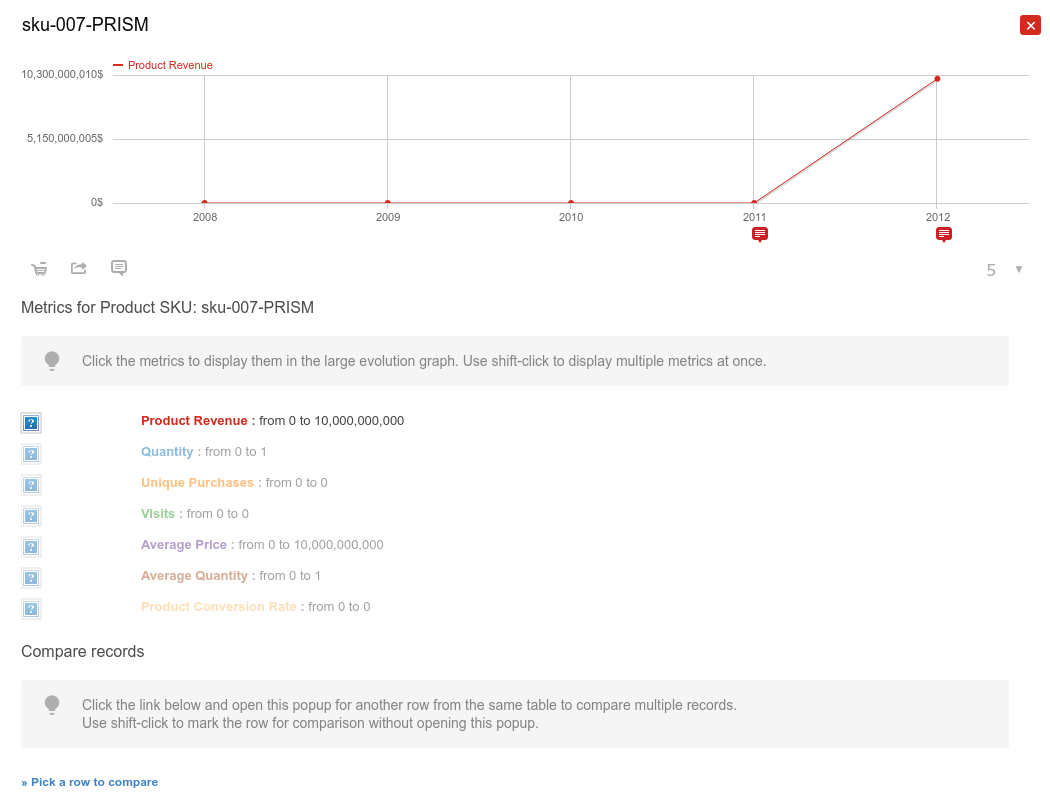 sku-007-PRISM
Product Revenue
10,300,000,010$
5,150,000,005$
0$
2008 2009 2010 2011 2012
5
Metrics for Product SKU: sku-007-PRISM
Click the metrics to display them in the large evolution graph. Use shift-click to display multiple metrics at once.
? Product Revenue : from 0 to 10,000,000,000
? Quantity : from 0 to 1
? Unique Purchases : from 0 to 0
? Visits : from 0 to 0
? Average Price : from 0 to 10,000,000,000
? Average Quantity : from 0 to 1
? Product Conversion Rate : from 0 to 0
Compare records
Click the link below and open this popup for another row from the same table to compare multiple records.
Use shift-click to mark the row for comparison without opening this popup.
» Pick a row to compare